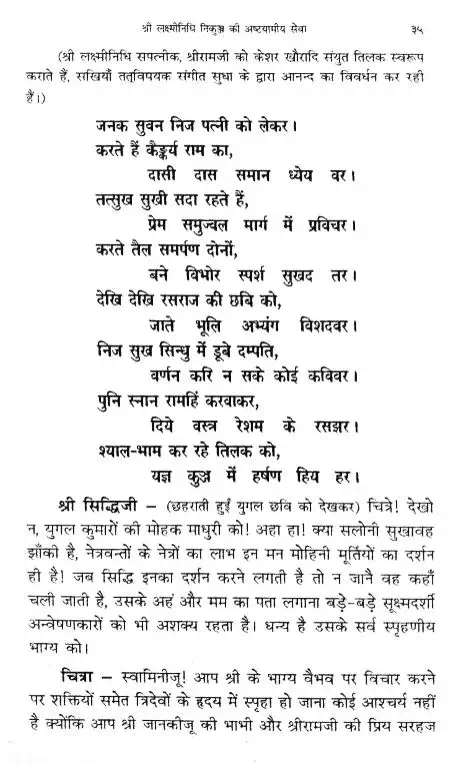 श्री लक्ष्मीनिधि निकुञ्ज की अष्टयामीय सेवा ३५
(श्री लक्ष्मीनिधि सपत्नीक, श्रीरामजी को केशर खौरादि संयुत तिलक स्वरूप
कराते हैं, सखियाँ तत्विषयक संगीत सुधा के द्वारा आनन्द का विवर्धन कर रही
हैं।)
जनक सुवन निज पत्नी को लेकर।
करते हैं कैङ्कर्य राम का,
दासी दास समान ध्येय वर।
तत्सुख सुखी सदा रहते हैं,
प्रेम समुज्वल मार्ग में प्रविचर।
करते तैल समर्पण दोनों,
बने विभोर स्पर्श सुखद तर।
देखि देखि रसराज की छबि को,
जाते भूलि अभ्यंग विशदवर।
निज सुख सिन्धु में डूबे दम्पति,
वर्णन करि न सके कोई कविवर।
पुनि स्नान रामहिं करवाकर,
दिये वस्त्र रेशम के रसझर।
श्याल-भाम कर रहे तिलक को,
यज्ञ कुञ्ज में हर्षण हिय हर।
श्री सिद्धिजी – (छहराती हुईं युगल छवि को देखकर) चित्रे! देखो
न, युगल कुमारों की मोहक माधुरी को! अहा हा! क्या सलोनी सुखावह
झाँकी है, नेत्रवन्तों के नेत्रों का लाभ इन मन मोहिनी मूर्तियों का दर्शन
ही है! जब सिद्धि इनका दर्शन करने लगती है तो न जानै वह कहाँ
चली जाती है, उसके अहं और मम का पता लगाना बड़े-बड़े सूक्ष्मदर्शी
अन्वेषणकारों को भी अशक्य रहता है। धन्य है उसके सर्व स्पृहणीय
भाग्य को।
चित्रा – स्वामिनीजू! आप श्री के भाग्य वैभव पर विचार करने
पर शक्तियों समेत त्रिदेवों के हृदय में स्पृहा हो जाना कोई आश्चर्य नहीं
है क्योंकि आप श्री जानकीजू की भाभी और श्रीरामजी की प्रिय सरहज